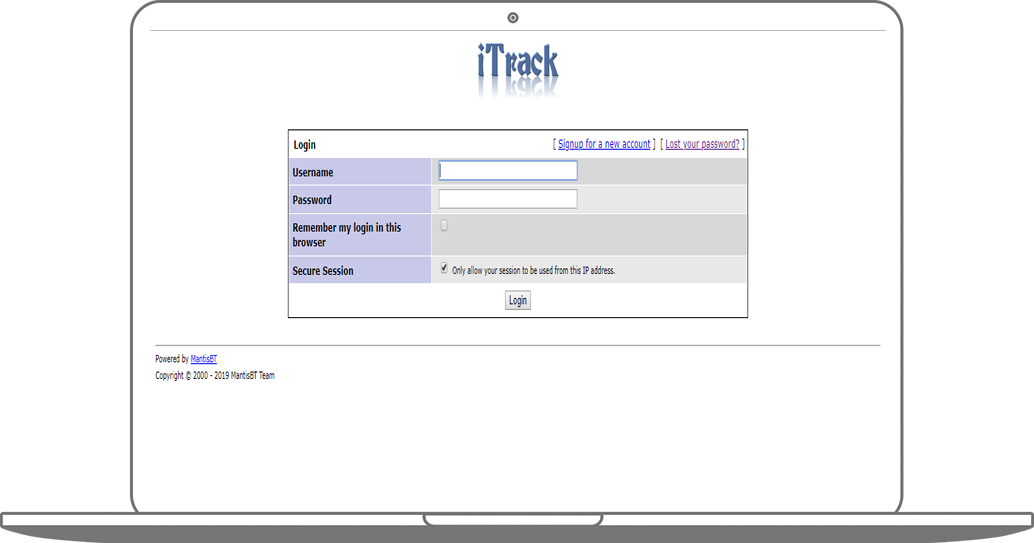 iTrack
Login [ Signup for a new account ] [ Lost your password? ]
Username
Password
Remember my login in this
browser
Secure Session Only allow your session to be used from this IP address.
Login
Powered by MantisBT
Copyright © 2000 - 2019 MantisBT Team